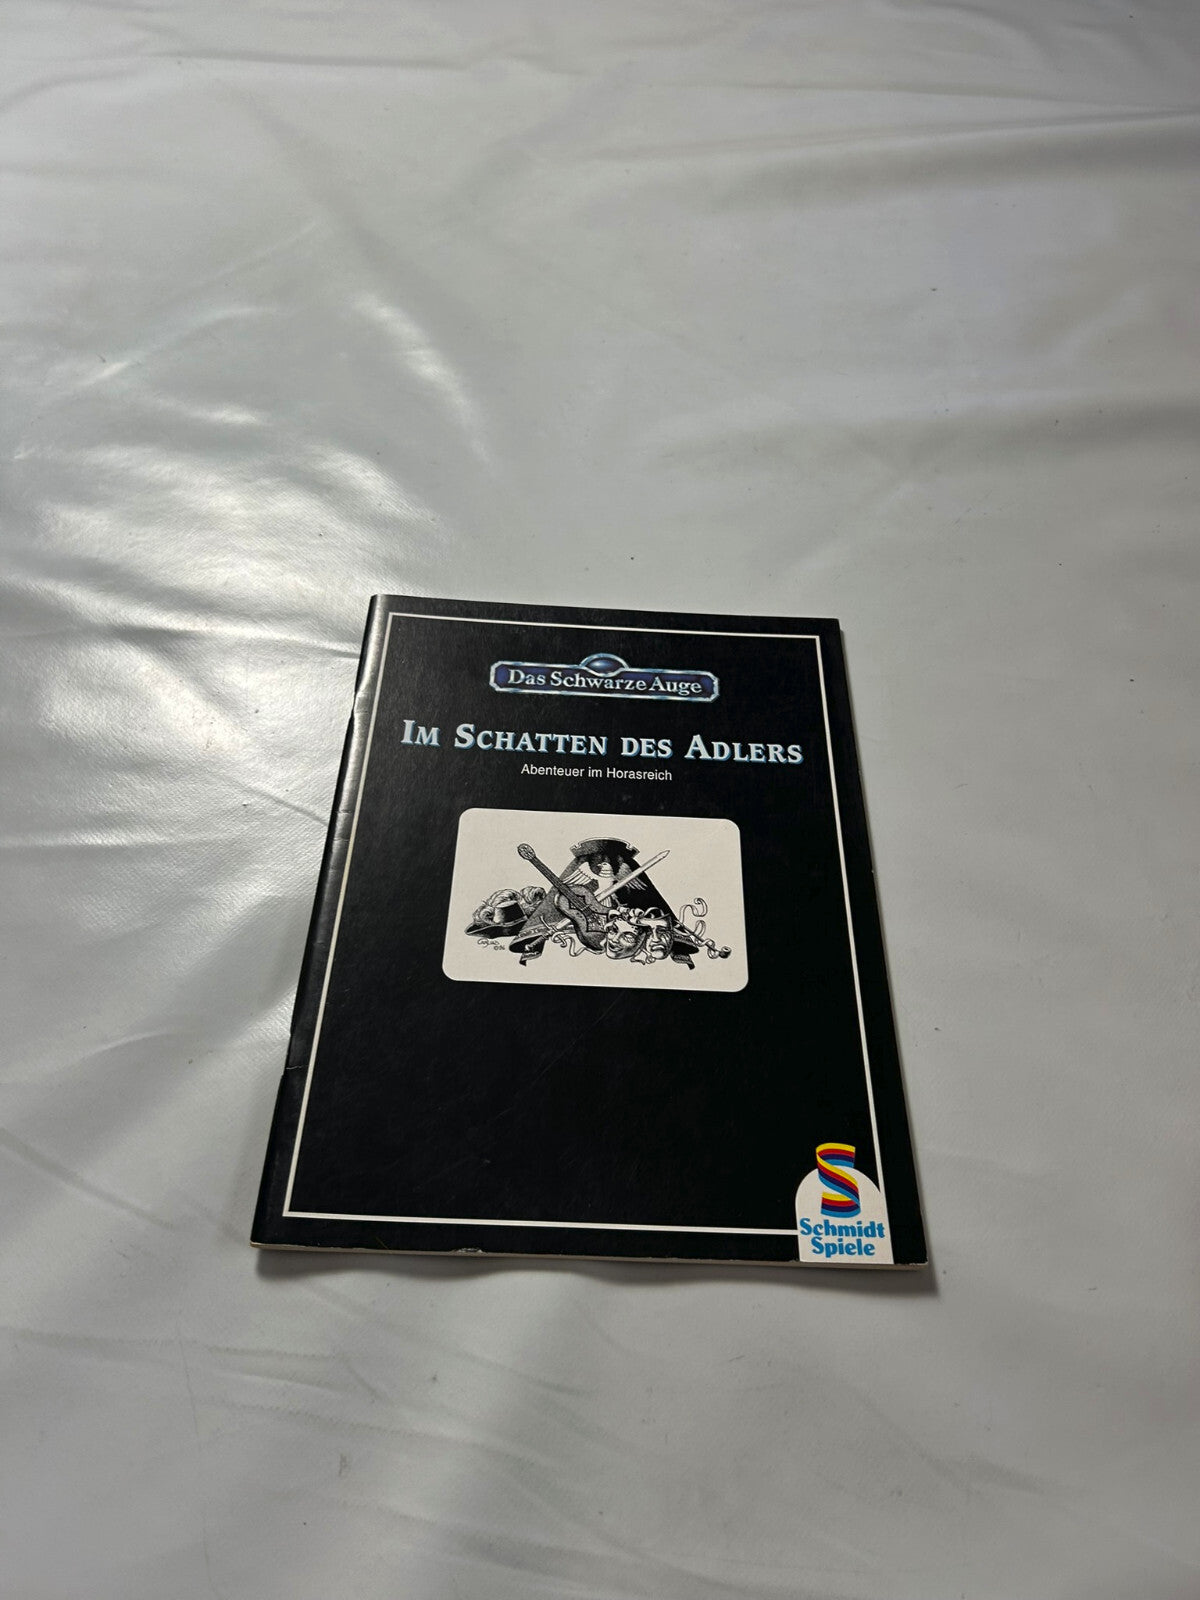 Das Schwarze Auge
Im Schatten des Adlers
Abenteuer im Horasreich
Schmidt
Spiele